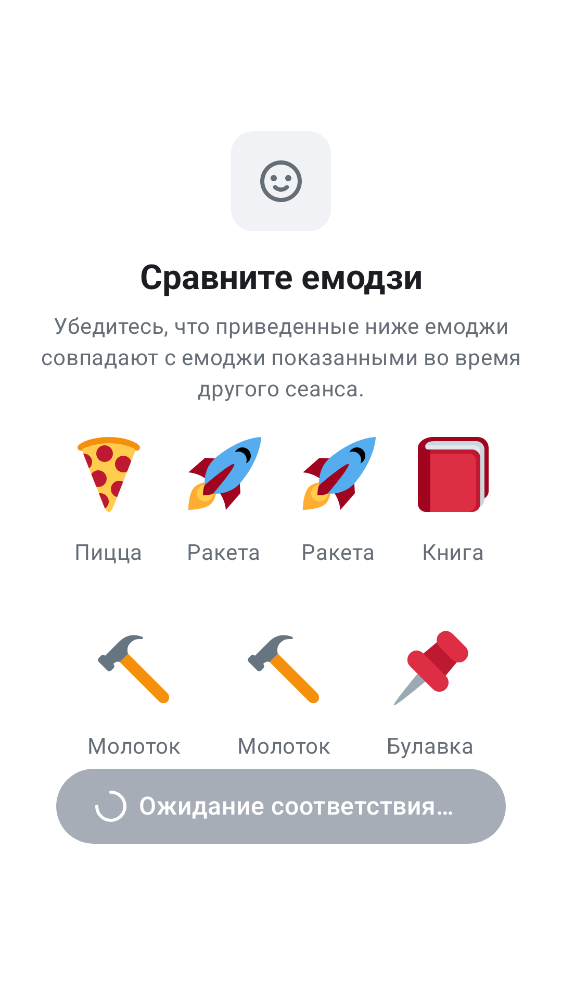 Сравните емодзи
Убедитесь, что приведенные ниже емоджи
совпадают с емоджи показанными во время
другого сеанса.
Пицца Ракета Ракета Книга
Молоток Молоток Булавка
Ожидание соответствия…